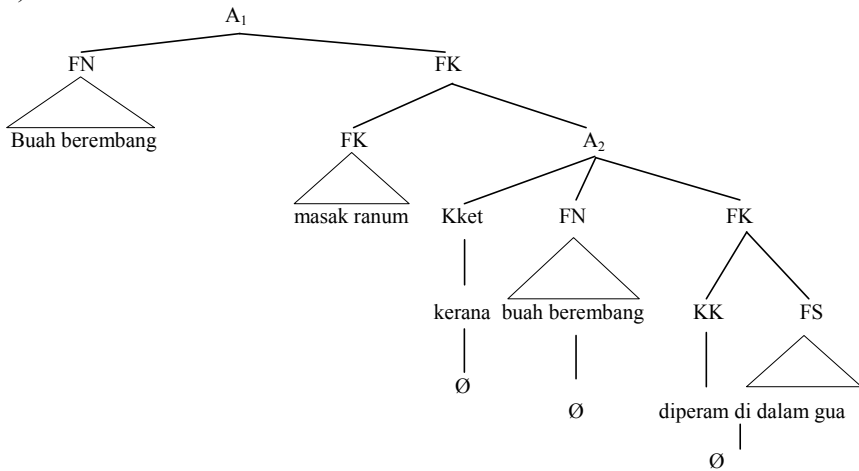 )
A₁
FN FK
Buah berembang
FK A₂
masak ranum
Kket FN FK
kerana buah berembang
KK FS
Ø
Ø
diperam di dalam gua
Ø